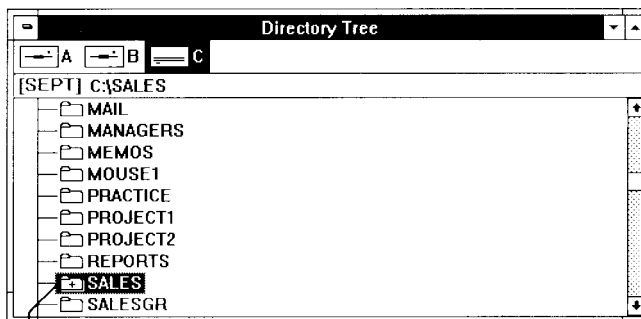 Directory Tree
A B C
[SEPT] C:\SALES
MAIL
MANAGERS
MEMOS
MOUSE1
PRACTICE
PROJECT1
PROJECT2
REPORTS
+ SALES
SALESGR